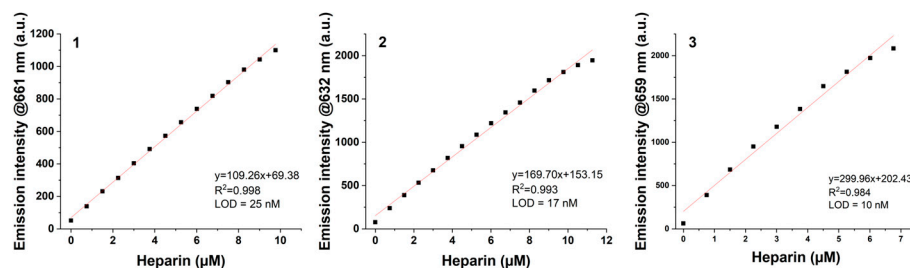 1
Emission intensity @661 nm (a.u.)
1200
1000
800
600
400
200
0
y=109.26x+69.38
R²=0.998
LOD = 25 nM
0 2 4 6 8 10
Heparin (μM)
2
Emission intensity @632 nm (a.u.)
2000
1500
1000
500
0
y=169.70x+153.15
R²=0.993
LOD = 17 nM
0 2 4 6 8 10 12
Heparin (μM)
3
Emission intensity @659 nm (a.u.)
2000
1500
1000
500
0
y=299.96x+202.43
R²=0.984
LOD = 10 nM
0 1 2 3 4 5 6 7
Heparin (μM)